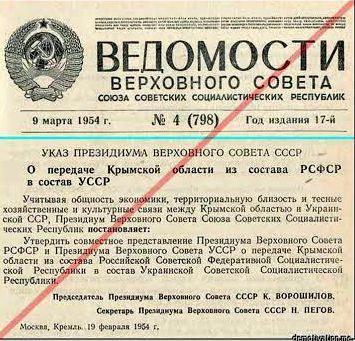 ВЕДОМОСТИ
ВЕРХОВНОГО СОВЕТА
СОЮЗА СОВЕТСКИХ СОЦИАЛИСТИЧЕСКИХ РЕСПУБЛИК
9 марта 1954 г. № 4 (798) Год издания 17-й
УКАЗ ПРЕЗИДИУМА ВЕРХОВНОГО СОВЕТА СССР
О передаче Крымской области из состава РСФСР
в состав УССР
Учитывая общность экономики, территориальную близость и тесные
хозяйственные и культурные связи между Крымской областью и Украин-
ской ССР, Президиум Верховного Совета Союза Советских Социалистиче-
ских Республик постановляет:
Утвердить совместное представление Президиума Верховного Совета
РСФСР и Президиума Верховного Совета УССР о передаче Крымской
области из состава Российской Советской Федеративной Социалистиче-
ской Республики в состав Украинской Советской Социалистической
Республики.
Председатель Президиума Верховного Совета СССР К. ВОРОШИЛОВ.
Секретарь Президиума Верховного Совета СССР Н. ПЕГОВ.
Москва, Кремль. 19 февраля 1954 г.
demotivation.me